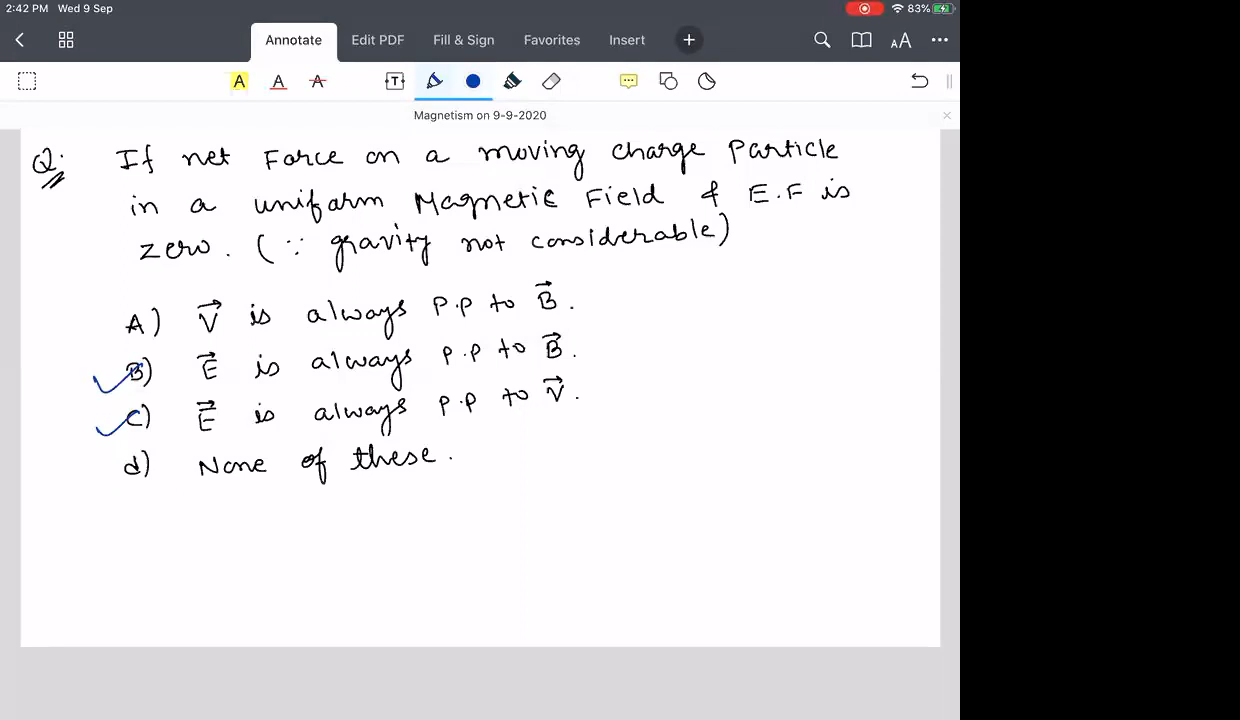 2:42 PM Wed 9 Sep 83%
Annotate Edit PDF Fill & Sign Favorites Insert AA
A A A T
Magnetism on 9-9-2020
Q: If net Force on a moving charge Particle
in a uniform Magnetic Field & E.F is
zero. (∵ gravity not considerable)
A) V⃗ is always P.P to B⃗.
B) E⃗ is always P.P to B⃗.
C) E⃗ is always P.P to V⃗.
d) None of these.